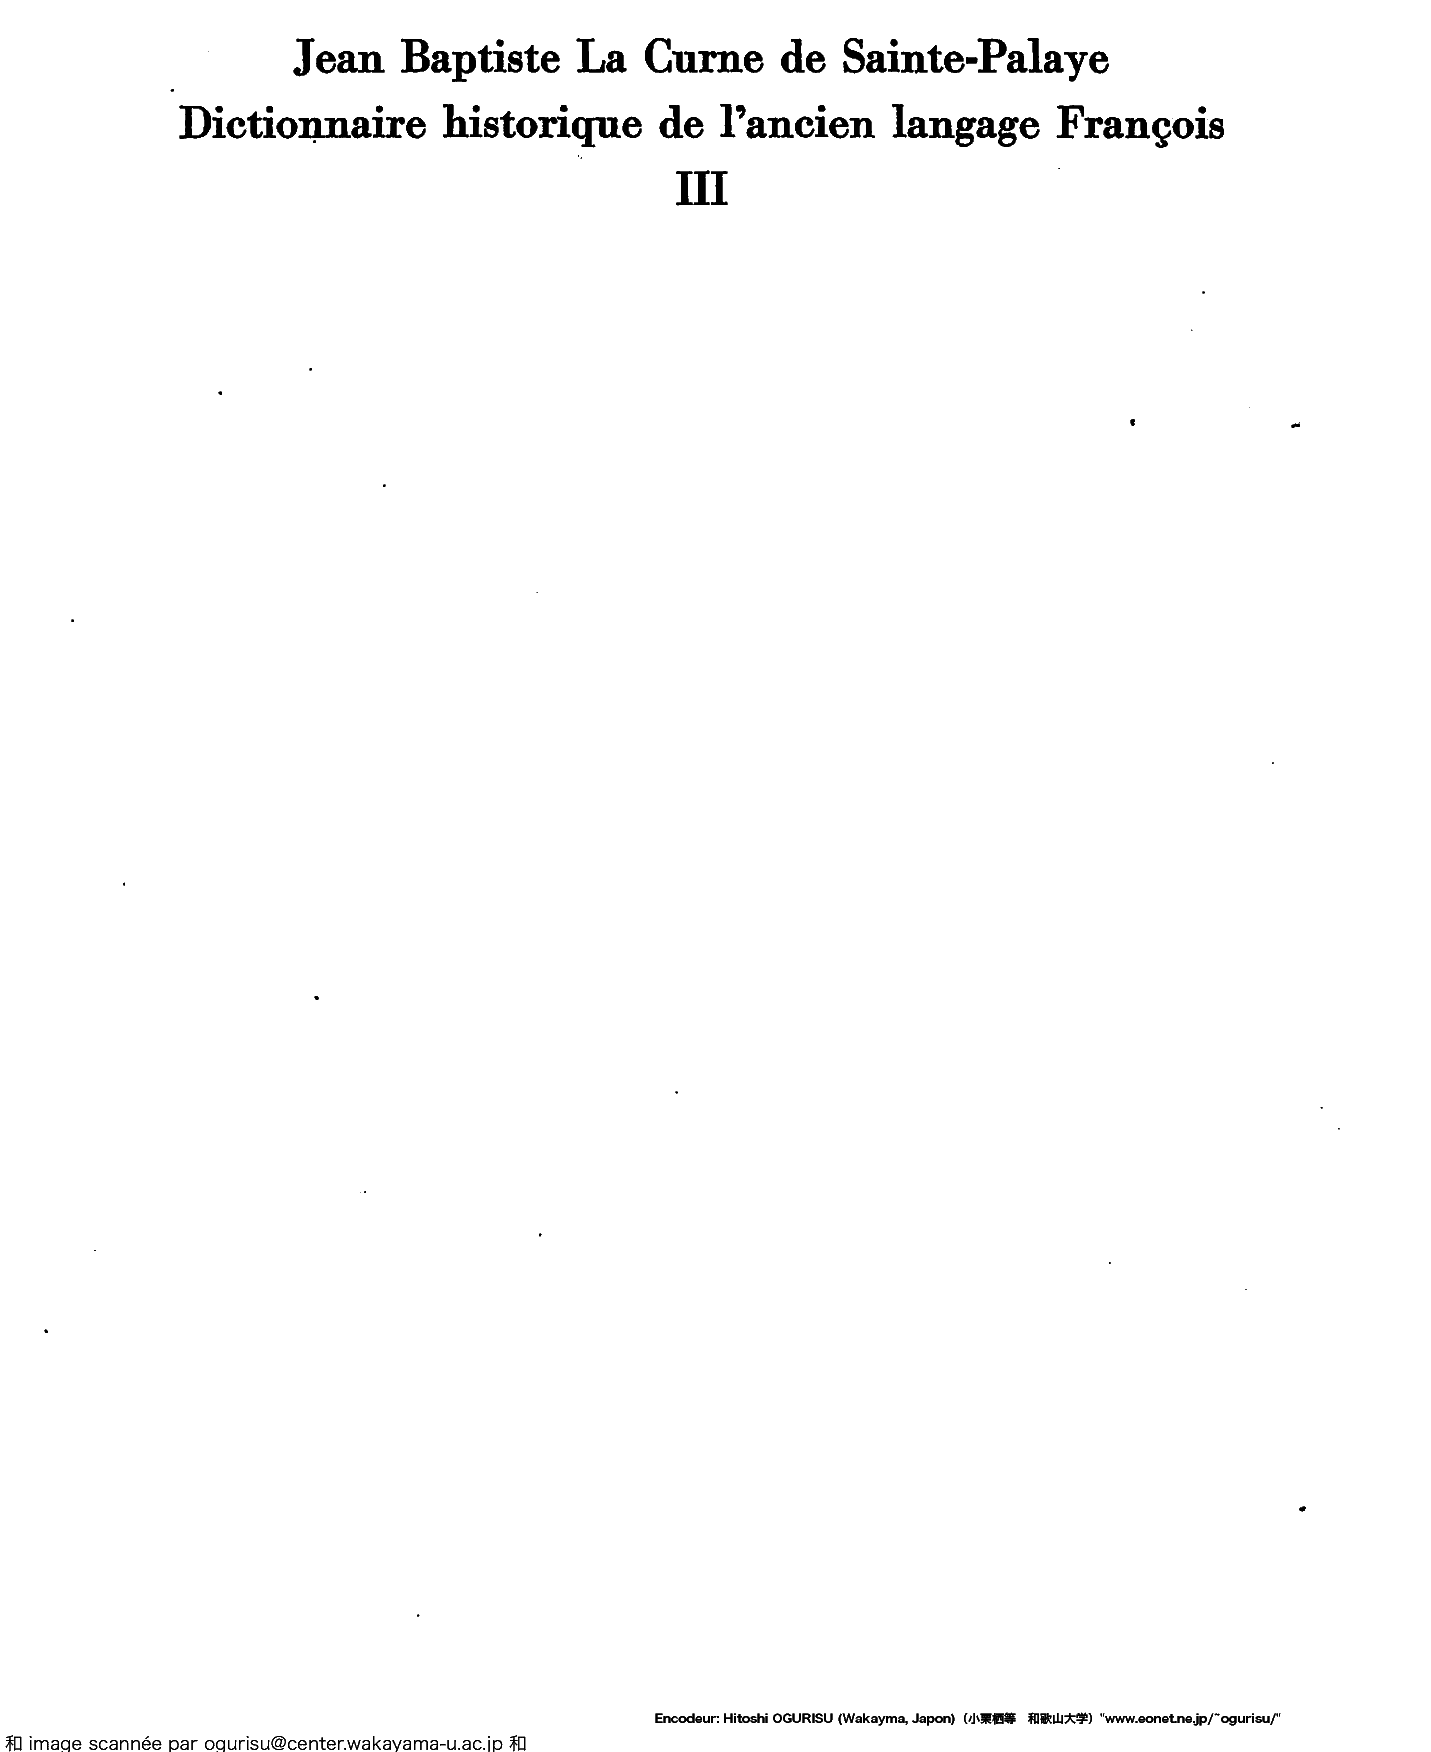 Jean Baptiste La Curne de Sainte-Palaye
Dictionnaire historique de l'ancien langage François
III
Encodeur: Hitoshi OGURISU (Wakayma, Japon)（小栗栖等　和歌山大学）"www.eonet.ne.jp/~ogurisu/"
和 image scannée par ogurisu@center.wakayama-u.ac.jp 和